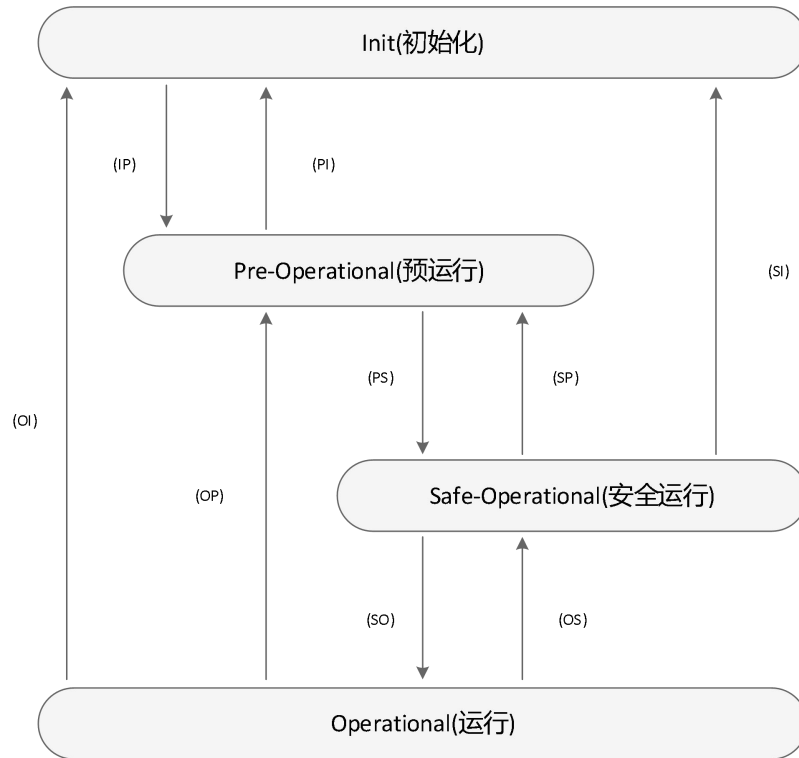 Init(初始化)
(IP)
(PI)
Pre-Operational(预运行)
(SI)
(PS)
(SP)
(OI)
(OP)
Safe-Operational(安全运行)
(SO)
(OS)
Operational(运行)